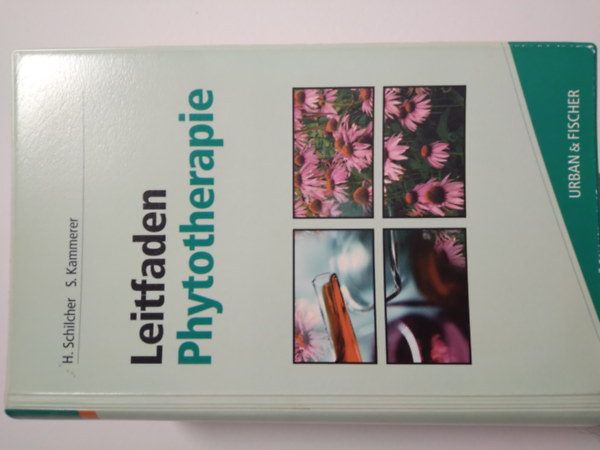 H. Schilcher S. Kammerer
Leitfaden
Phytotherapie
URBAN & FISCHER